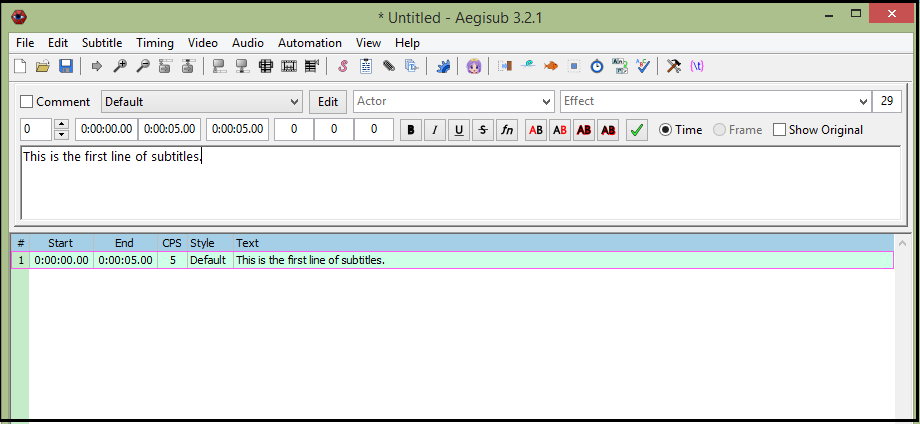 * Untitled - Aegisub 3.2.1
File Edit Subtitle Timing Video Audio Automation View Help
Comment Default Edit Actor Effect 29
0 0:00:00.00 0:00:05.00 0:00:05.00 0 0 0 B I U S fn AB AB AB AB Time Frame Show Original
This is the first line of subtitles.
# Start End CPS Style Text
1 0:00:00.00 0:00:05.00 5 Default This is the first line of subtitles.